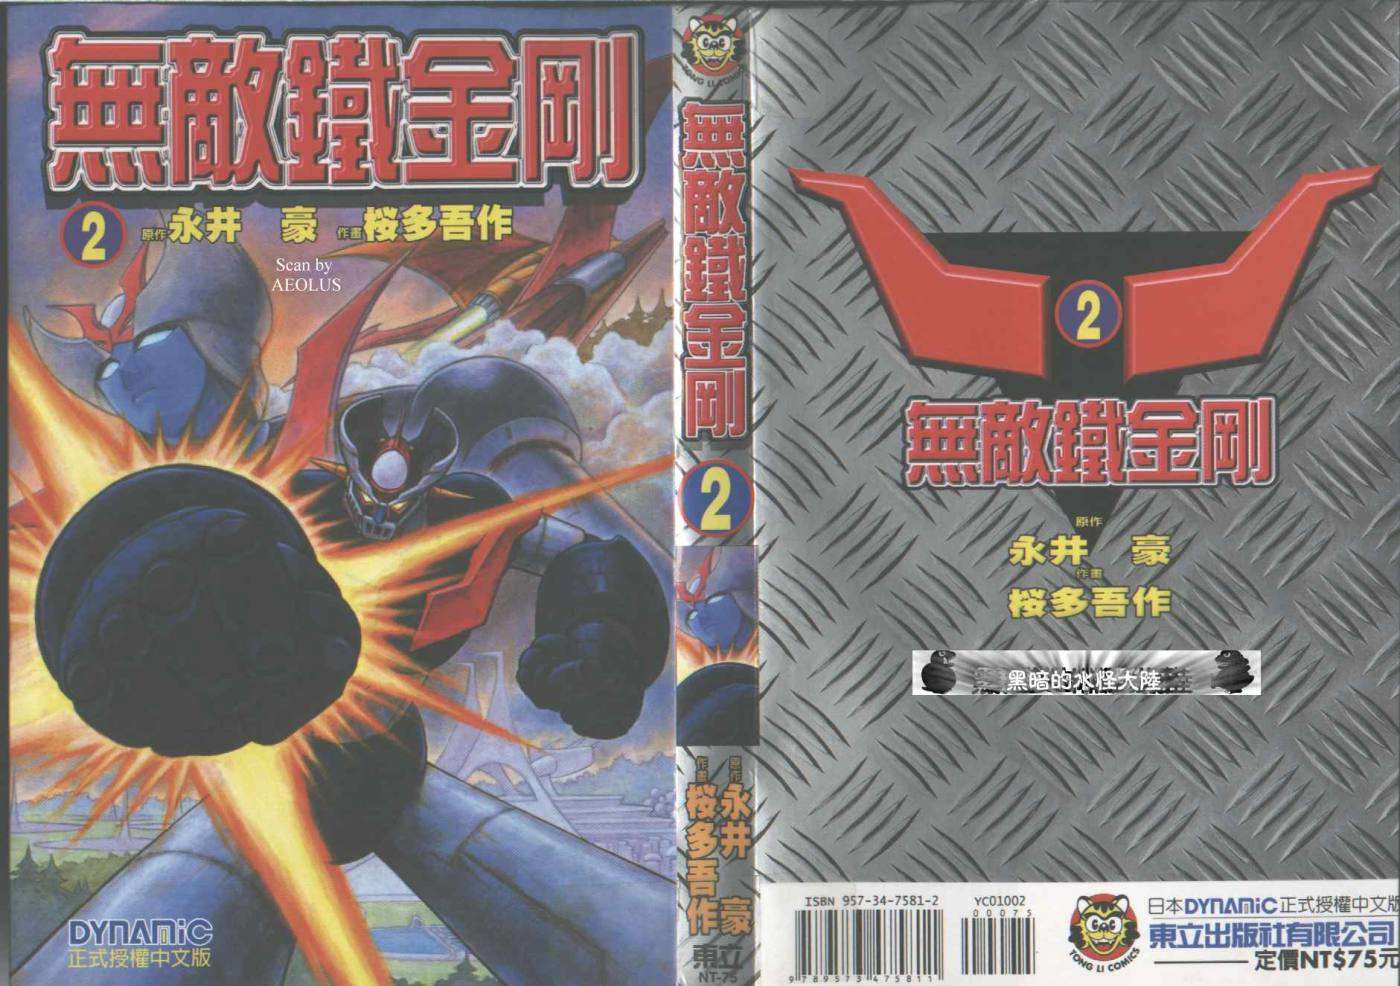 無敵鐵金剛
2 原作 永井 豪 作畫 桜多吾作
Scan by
AEOLUS
DYNAMIC
正式授權中文版
TONG LI COMICS
無敵鐵金剛
2
原作 永井 豪
作畫 桜多吾作
東立
NT-75
2
無敵鐵金剛
原作
永井 豪
作畫
桜多吾作
黑暗的水怪大陸
ISBN 957-34-7581-2
9789573475811
YC01002
00075
TONG LI COMICS
日本DYNAMIC正式授權中文版
東立出版社有限公司
定價NT$75元